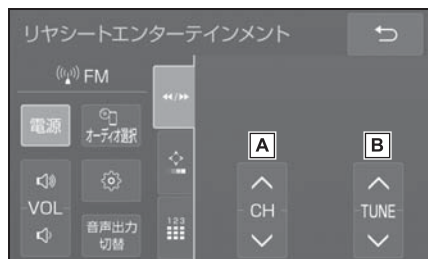 リヤシートエンターテインメント
FM
電源
オーディオ選択
A
B
VOL
CH
TUNE
音声出力
切替
123